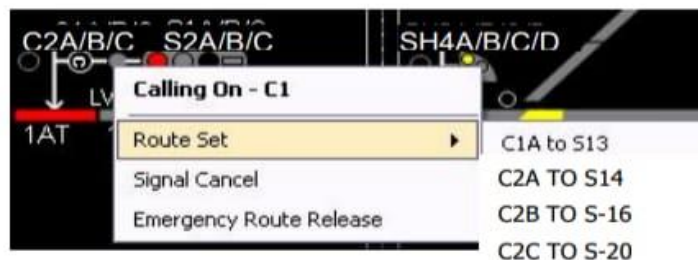 C2A/B/C S2A/B/C SH4A/B/C/D
Calling On - C1
1AT LV
Route Set C1A to S13
Signal Cancel C2A TO S14
Emergency Route Release C2B TO S-16
C2C TO S-20